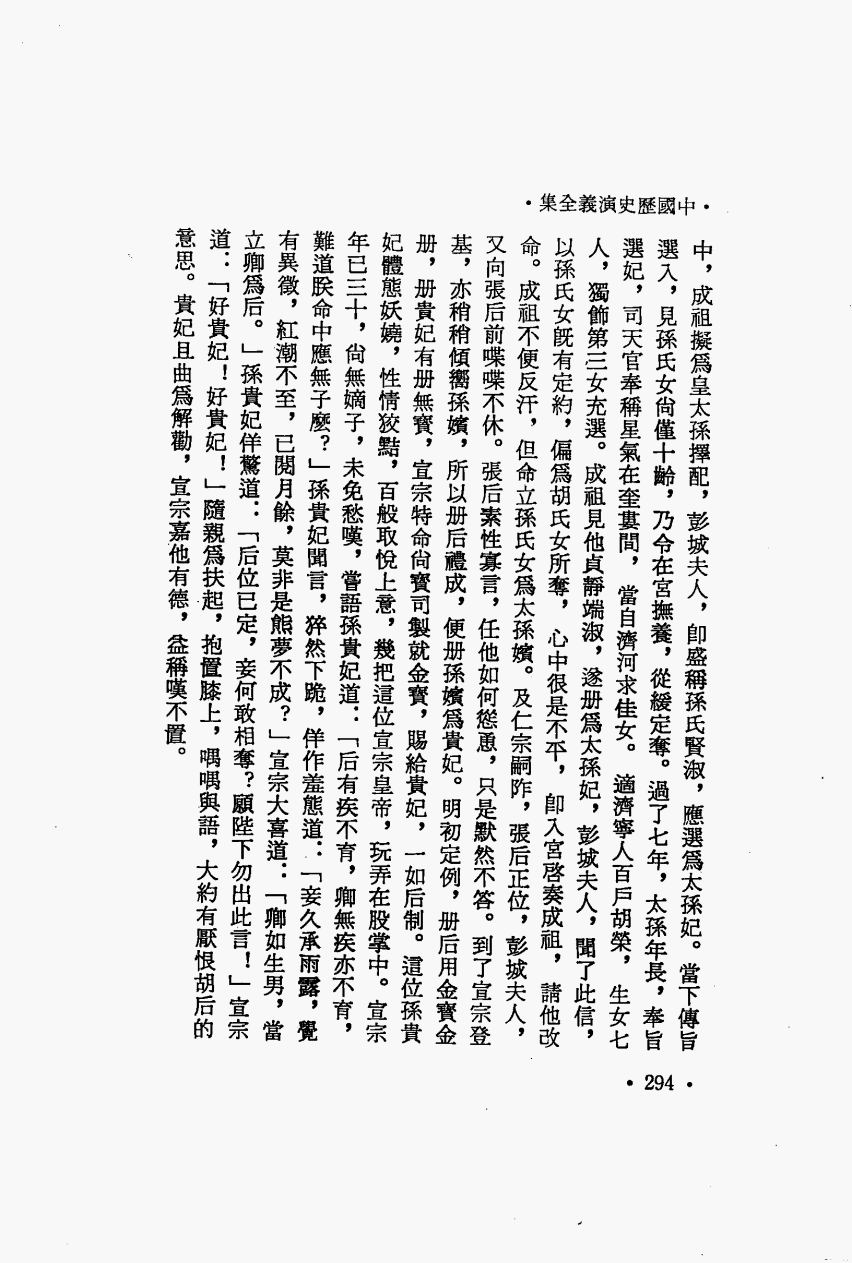 •中國歷史演義全集•
中，成祖擬爲皇太孫擇配，彭城夫人，卽盛稱孫氏賢淑，應選爲太孫妃。當下傳旨
選入，見孫氏女尙僅十齡，乃令在宮撫養，從緩定奪。過了七年，太孫年長，奉旨
選妃，司天官奉稱星氣在奎婁間，當自濟河求佳女。適濟寧人百戶胡榮，生女七
人，獨飾第三女充選。成祖見他貞靜端淑，遂册爲太孫妃，彭城夫人，聞了此信，
以孫氏女旣有定約，偏爲胡氏女所奪，心中很是不平，卽入宮啓奏成祖，請他改
命。成祖不便反汗，但命立孫氏女爲太孫嬪。及仁宗嗣阼，張后正位，彭城夫人，
又向張后前喋喋不休。張后素性寡言，任他如何慫恿，只是默然不答。到了宣宗登
基，亦稍稍傾嚮孫嬪，所以册后禮成，便册孫嬪爲貴妃。明初定例，册后用金寶金
册，册貴妃有册無寶，宣宗特命尙寶司製就金寶，賜給貴妃，一如后制。這位孫貴
妃體態妖嬈，性情狡黠，百般取悅上意，幾把這位宣宗皇帝，玩弄在股掌中。宣宗
年已三十，尙無嫡子，未免愁嘆，嘗語孫貴妃道：「后有疾不育，卿無疾亦不育，
難道朕命中應無子麼？」孫貴妃聞言，猝然下跪，佯作羞態道：「妾久承雨露，覺
有異徵，紅潮不至，已閱月餘，莫非是熊夢不成？」宣宗大喜道：「卿如生男，當
立卿爲后。」孫貴妃佯驚道：「后位已定，妾何敢相奪？願陛下勿出此言！」宣宗
道：「好貴妃！好貴妃！」隨親爲扶起，抱置膝上，喁喁與語，大約有厭恨胡后的
意思。貴妃且曲爲解勸，宣宗嘉他有德，益稱嘆不置。
•294•